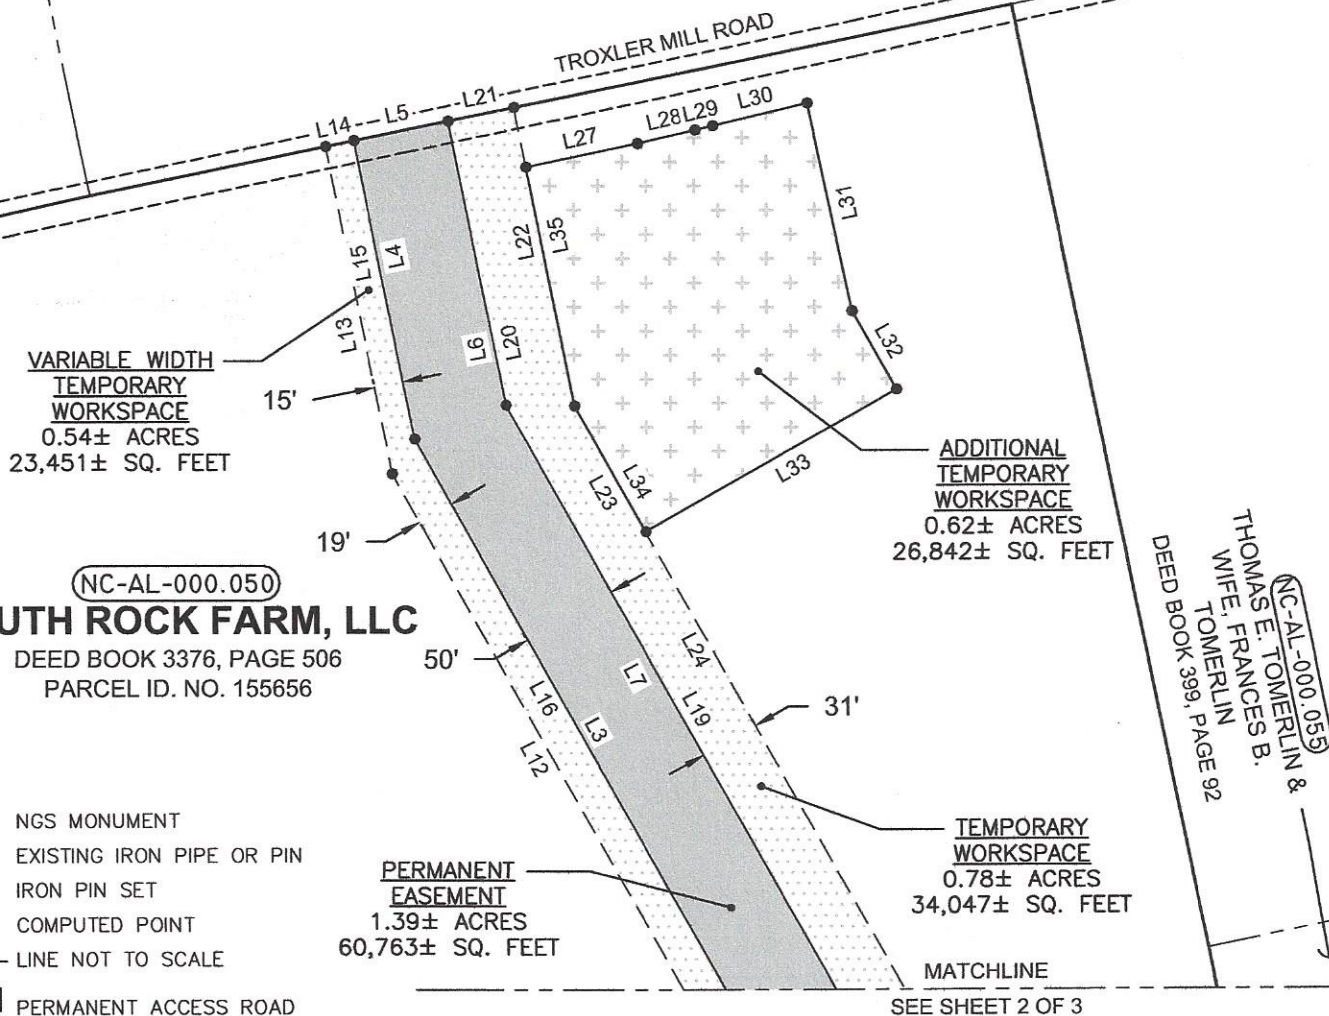 TROXLER MILL ROAD
L14
L5
L21
L27
L28
L29
L30
L15
L4
L22
L35
L31
L13
L6
L20
L32
VARIABLE WIDTH
TEMPORARY
WORKSPACE
0.54± ACRES
23,451± SQ. FEET
15'
L23
L34
L33
ADDITIONAL
TEMPORARY
WORKSPACE
0.62± ACRES
26,842± SQ. FEET
19'
NC-AL-000.050
UTH ROCK FARM, LLC
DEED BOOK 3376, PAGE 506
PARCEL ID. NO. 155656
50'
L24
L7
L19
31'
L16
L3
L12
NC-AL-000.055
THOMAS E. TOMERLIN &
WIFE, FRANCES B.
TOMERLIN
DEED BOOK 399, PAGE 92
NGS MONUMENT
EXISTING IRON PIPE OR PIN
IRON PIN SET
COMPUTED POINT
LINE NOT TO SCALE
PERMANENT ACCESS ROAD
PERMANENT
EASEMENT
1.39± ACRES
60,763± SQ. FEET
TEMPORARY
WORKSPACE
0.78± ACRES
34,047± SQ. FEET
MATCHLINE
SEE SHEET 2 OF 3